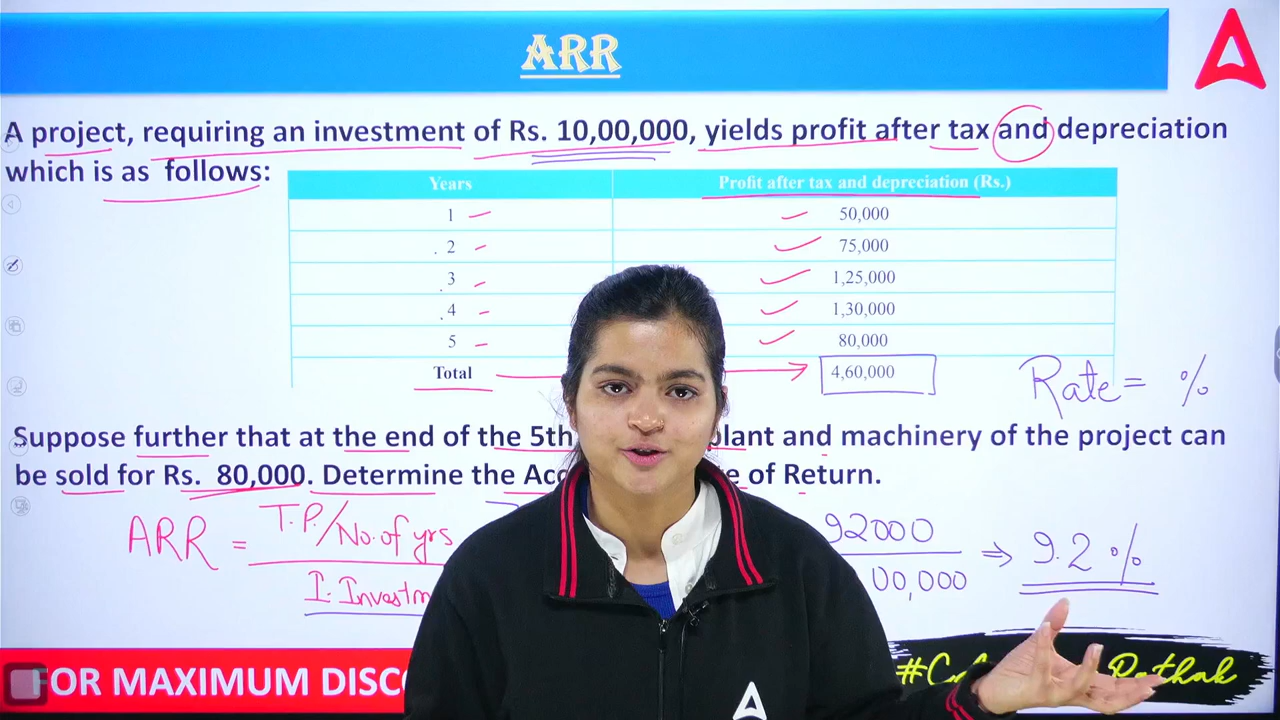 ARR
A project, requiring an investment of Rs. 10,00,000, yields profit after tax and depreciation
which is as follows:
Years Profit after tax and depreciation (Rs.)
1 50,000
2 75,000
3 1,25,000
4 1,30,000
5 80,000
Total 4,60,000
Rate = %
Suppose further that at the end of the 5th plant and machinery of the project can
be sold for Rs. 80,000. Determine the of Return.
ARR = T.P./No. of yrs 92000 ⇒ 9.2 %
I. Investm 00,000
FOR MAXIMUM